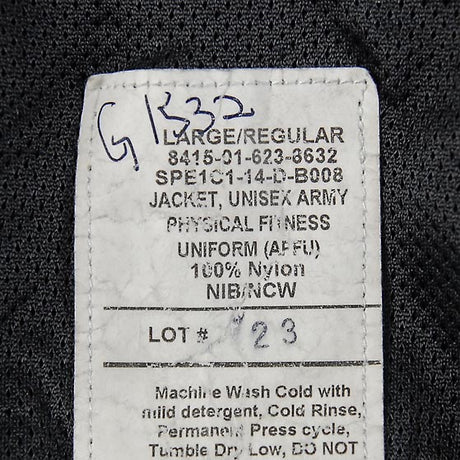 G1332
LARGE/REGULAR
8415-01-623-8632
SPE1C1-14-D-B008
JACKET, UNISEX ARMY
PHYSICAL FITNESS
UNIFORM (APFU)
100% Nylon
NIB/NCW
LOT # 23
Machine Wash Cold with
mild detergent, Cold Rinse,
Permanent Press cycle,
Tumble Dry Low, DO NOT